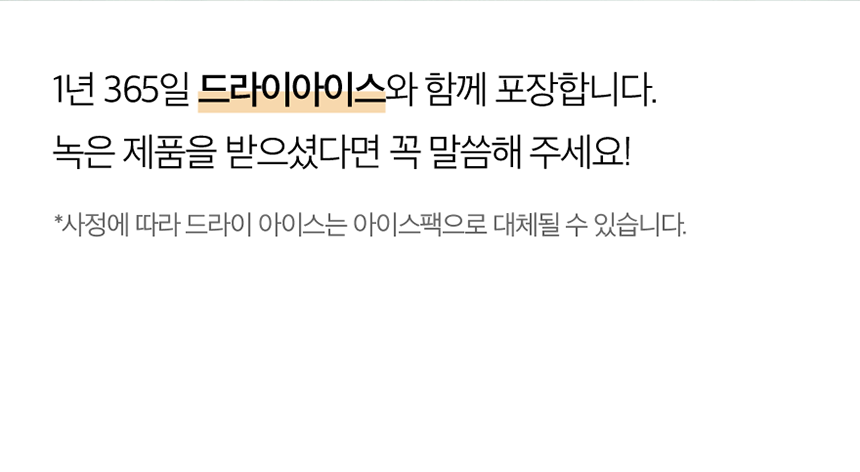 1년 365일 드라이아이스와 함께 포장합니다.
녹은 제품을 받으셨다면 꼭 말씀해 주세요!
*사정에 따라 드라이 아이스는 아이스팩으로 대체될 수 있습니다.